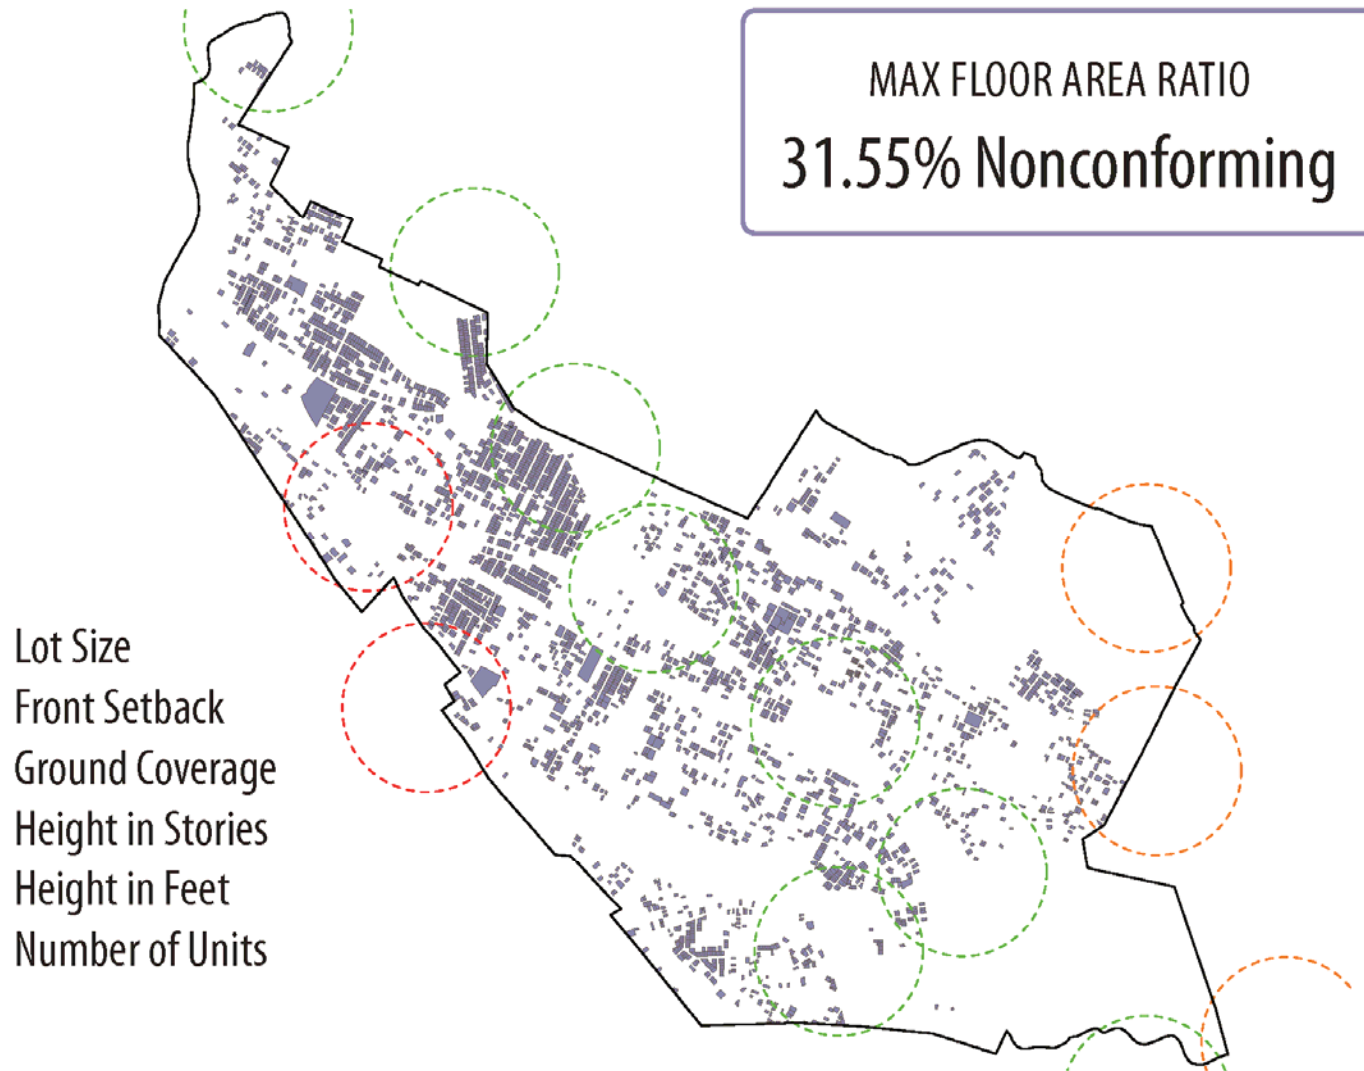 MAX FLOOR AREA RATIO
31.55% Nonconforming
Lot Size
Front Setback
Ground Coverage
Height in Stories
Height in Feet
Number of Units